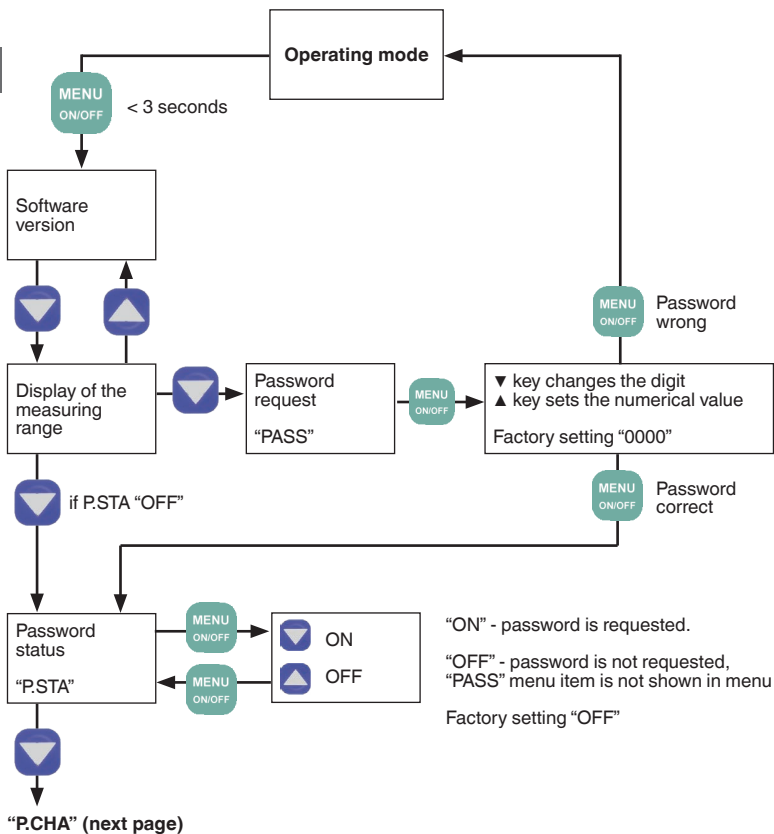 Operating mode
MENU
ON/OFF
< 3 seconds
Software
version
MENU
ON/OFF
Password
wrong
Display of the
measuring
range
Password
request
"PASS"
MENU
ON/OFF
▼ key changes the digit
▲ key sets the numerical value
Factory setting "0000"
if P.STA "OFF"
MENU
ON/OFF
Password
correct
Password
status
"P.STA"
MENU
ON/OFF
MENU
ON/OFF
ON
OFF
"ON" - password is requested.
"OFF" - password is not requested,
"PASS" menu item is not shown in menu
Factory setting "OFF"
"P.CHA" (next page)